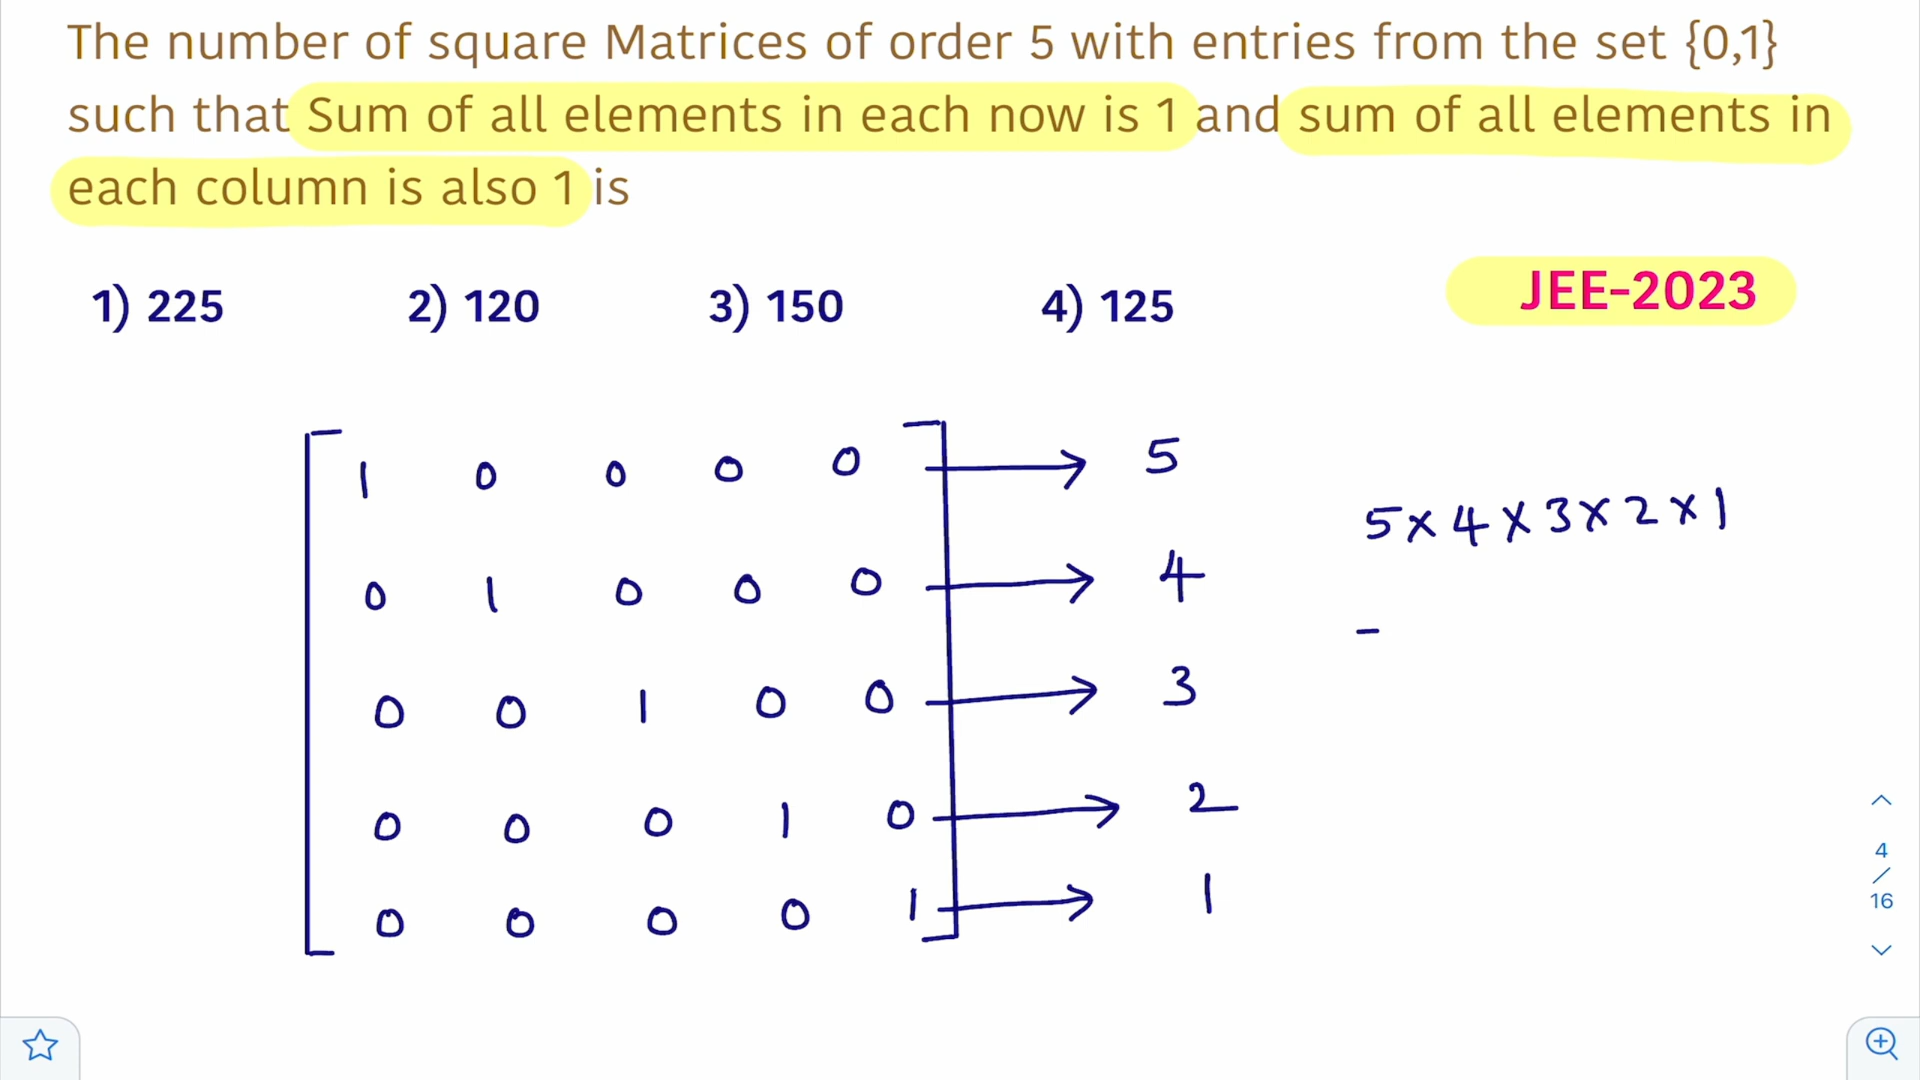 The number of square Matrices of order 5 with entries from the set {0,1}
such that Sum of all elements in each now is 1 and sum of all elements in
each column is also 1 is
1) 225 2) 120 3) 150 4) 125
JEE-2023
1 0 0 0 0 → 5
0 1 0 0 0 → 4
0 0 1 0 0 → 3
0 0 0 1 0 → 2
0 0 0 0 1 → 1
5 × 4 × 3 × 2 × 1
-
4
/
16